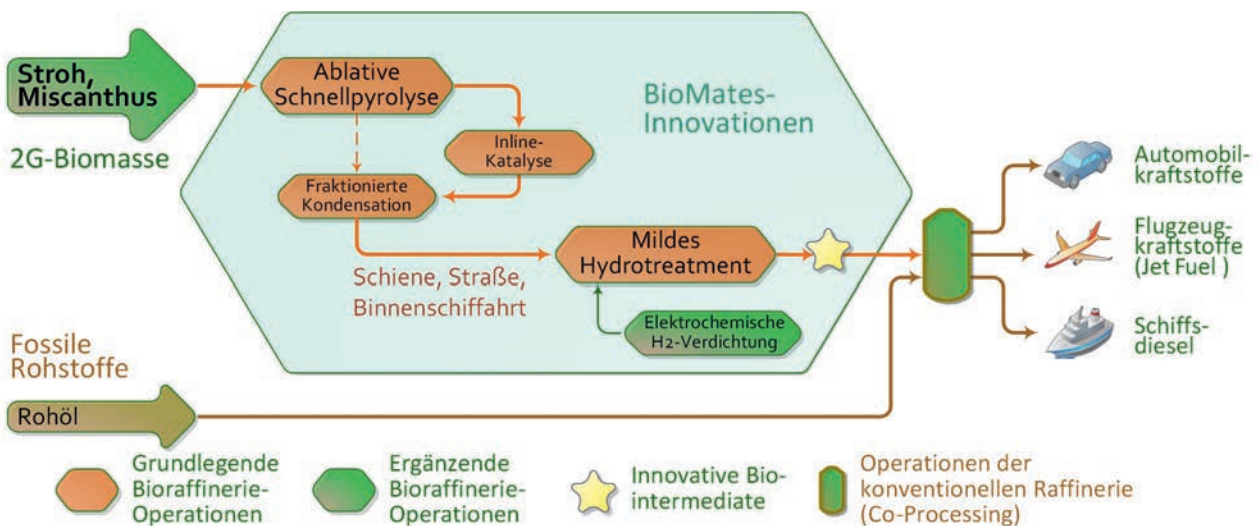 Stroh,
Miscanthus
2G-Biomasse
Ablative
Schnellpyrolyse
Inline-
Katalyse
Fraktionierte
Kondensation
BioMates-
Innovationen
Mildes
Hydrotreatment
Schiene, Straße,
Binnenschiffahrt
Elektrochemische
H2-Verdichtung
Automobil-
kraftstoffe
Flugzeug-
kraftstoffe
(Jet Fuel )
Schiffs-
diesel
Fossile
Rohstoffe
Rohöl
Grundlegende
Bioraffinerie-
Operationen
Ergänzende
Bioraffinerie-
Operationen
Innovative Bio-
intermediate
Operationen der
konventionellen Raffinerie
(Co-Processing)